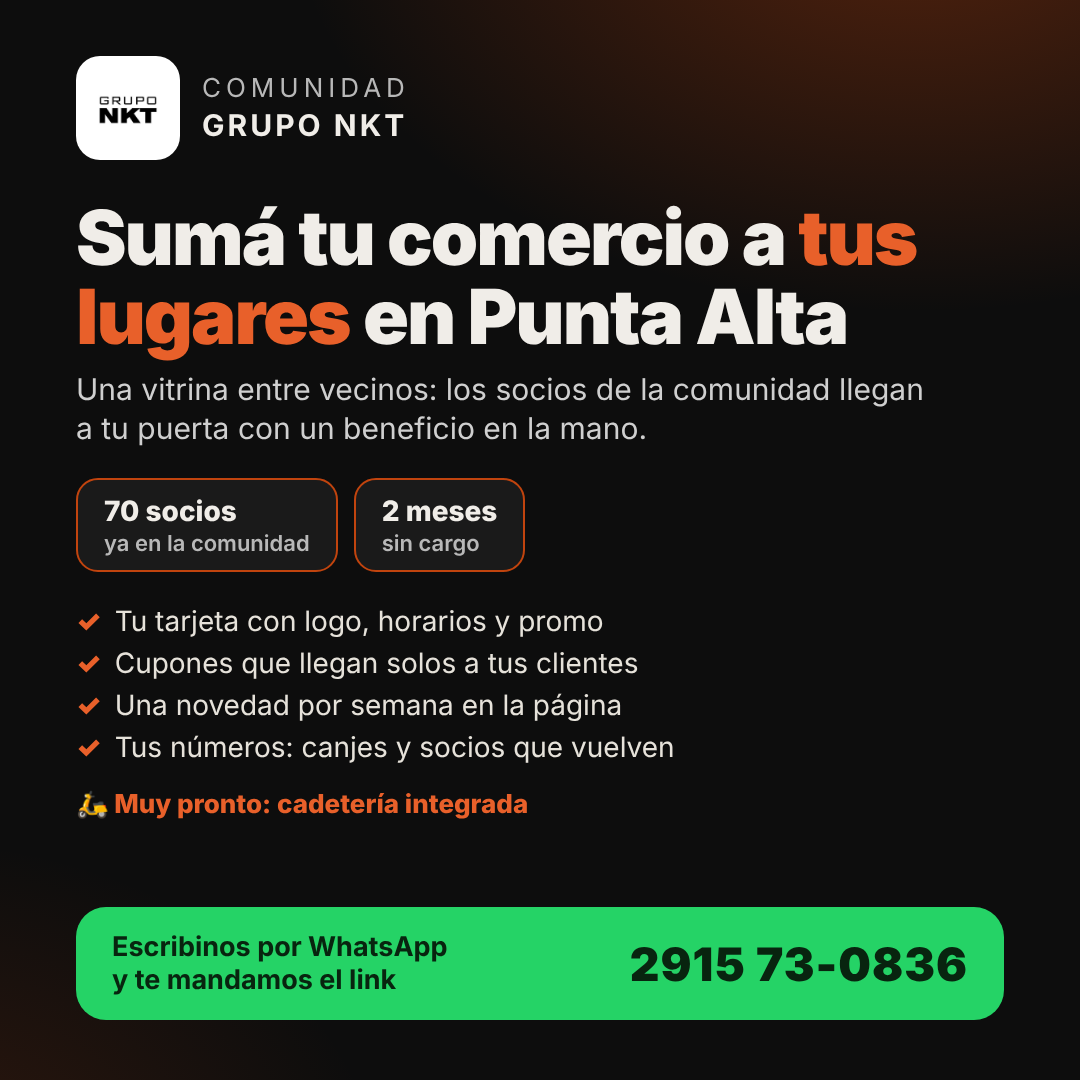 GRUPO
NKT
COMUNIDAD
GRUPO NKT
Sumá tu comercio a tus
lugares en Punta Alta
Una vitrina entre vecinos: los socios de la comunidad llegan
a tu puerta con un beneficio en la mano.
70 socios
ya en la comunidad
2 meses
sin cargo
Tu tarjeta con logo, horarios y promo
Cupones que llegan solos a tus clientes
Una novedad por semana en la página
Tus números: canjes y socios que vuelven
🛵 Muy pronto: cadetería integrada
Escribinos por WhatsApp
y te mandamos el link
2915 73-0836